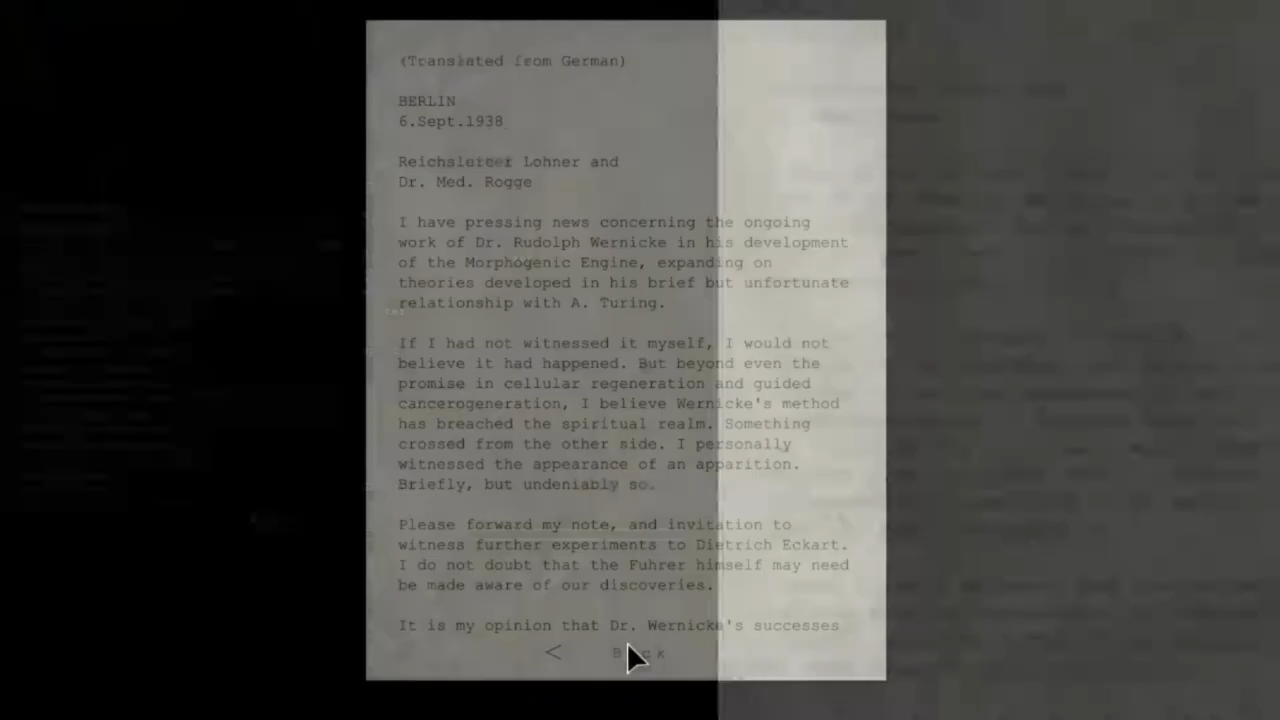 (Translated from German)
BERLIN
6.Sept.1938
Reichsleiter Lohner and
Dr. Med. Rogge
I have pressing news concerning the ongoing
work of Dr. Rudolph Wernicke in his development
of the Morphogenic Engine, expanding on
theories developed in his brief but unfortunate
relationship with A. Turing.
If I had not witnessed it myself, I would not
believe it had happened. But beyond even the
promise in cellular regeneration and guided
cancerogeneration, I believe Wernicke's method
has breached the spiritual realm. Something
crossed from the other side. I personally
witnessed the appearance of an apparition.
Briefly, but undeniably so.
Please forward my note, and invitation to
witness further experiments to Dietrich Eckart.
I do not doubt that the Fuhrer himself may need
be made aware of our discoveries.
It is my opinion that Dr. Wernicke's successes
< Back